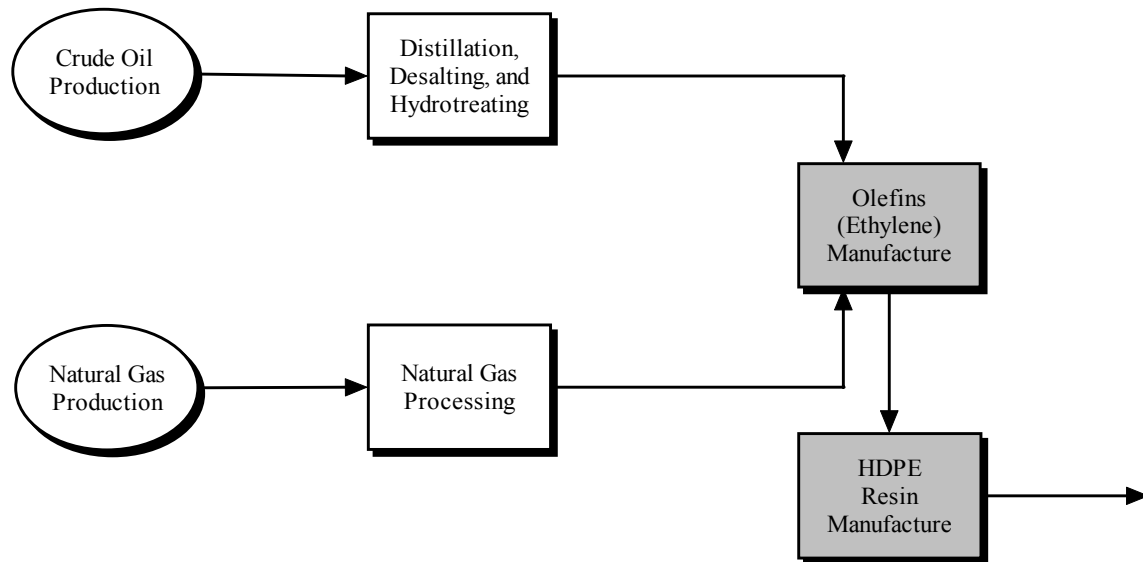 Crude Oil
Production
Distillation,
Desalting, and
Hydrotreating
Olefins
(Ethylene)
Manufacture
Natural Gas
Production
Natural Gas
Processing
HDPE
Resin
Manufacture